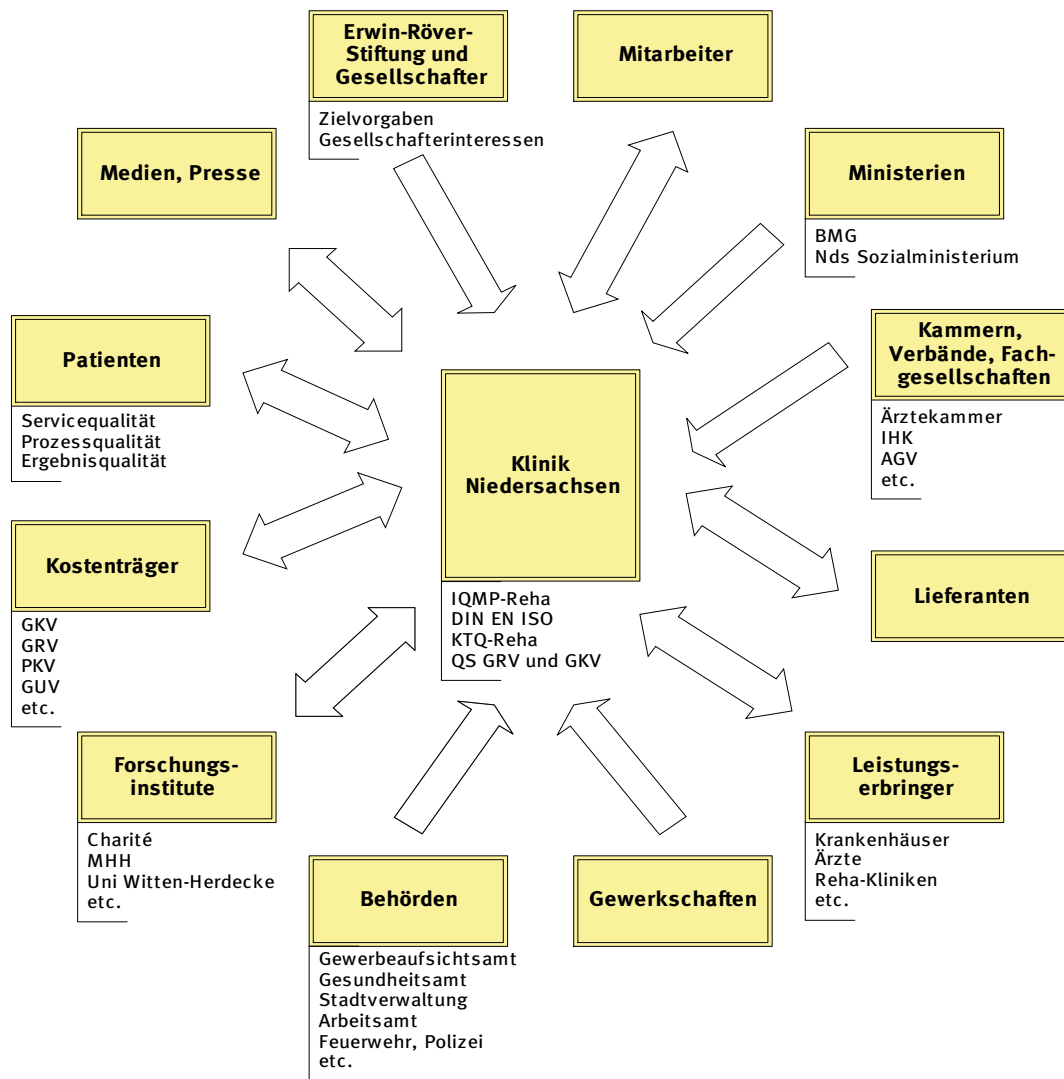 Erwin-Röver-
Stiftung und
Gesellschafter
Zielvorgaben
Gesellschafterinteressen
Mitarbeiter
Medien, Presse
Ministerien
BMG
Nds Sozialministerium
Patienten
Servicequalität
Prozessqualität
Ergebnisqualität
Kammern,
Verbände, Fach-
gesellschaften
Ärztekammer
IHK
AGV
etc.
Klinik
Niedersachsen
IQMP-Reha
DIN EN ISO
KTQ-Reha
QS GRV und GKV
Kostenträger
GKV
GRV
PKV
GUV
etc.
Lieferanten
Forschungs-
institute
Charité
MHH
Uni Witten-Herdecke
etc.
Leistungs-
erbringer
Krankenhäuser
Ärzte
Reha-Kliniken
etc.
Behörden
Gewerbeaufsichtsamt
Gesundheitsamt
Stadtverwaltung
Arbeitsamt
Feuerwehr, Polizei
etc.
Gewerkschaften